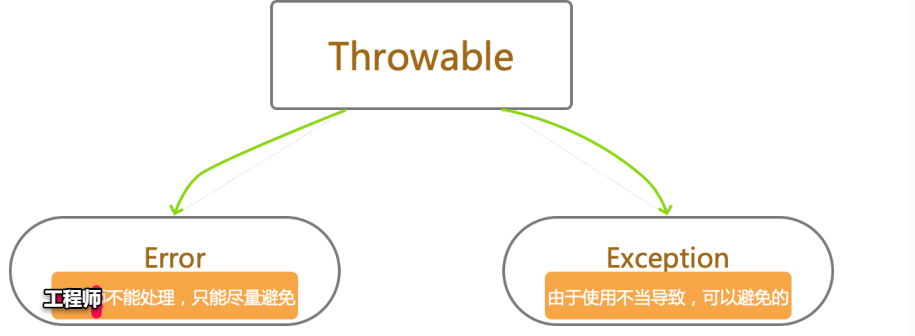 Throwable
Error
Exception
工程师不能处理，只能尽量避免
由于使用不当导致，可以避免的